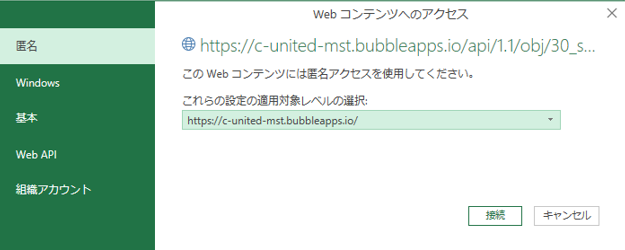 Web コンテンツへのアクセス
匿名
Windows
基本
Web API
組織アカウント
https://c-united-mst.bubbleapps.io/api/1.1/obj/30_s...
この Web コンテンツには匿名アクセスを使用してください。
これらの設定の適用対象レベルの選択:
https://c-united-mst.bubbleapps.io/
接続
キャンセル